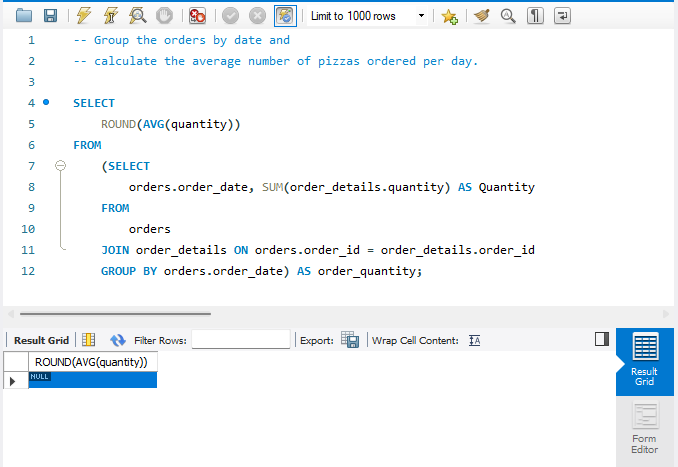 Limit to 1000 rows
1 -- Group the orders by date and
2 -- calculate the average number of pizzas ordered per day.
3
4 SELECT
5 ROUND(AVG(quantity))
6 FROM
7 (SELECT
8 orders.order_date, SUM(order_details.quantity) AS Quantity
9 FROM
10 orders
11 JOIN order_details ON orders.order_id = order_details.order_id
12 GROUP BY orders.order_date) AS order_quantity;
Result Grid Filter Rows: Export: Wrap Cell Content: IA
ROUND(AVG(quantity))
NULL
Result
Grid
Form
Editor